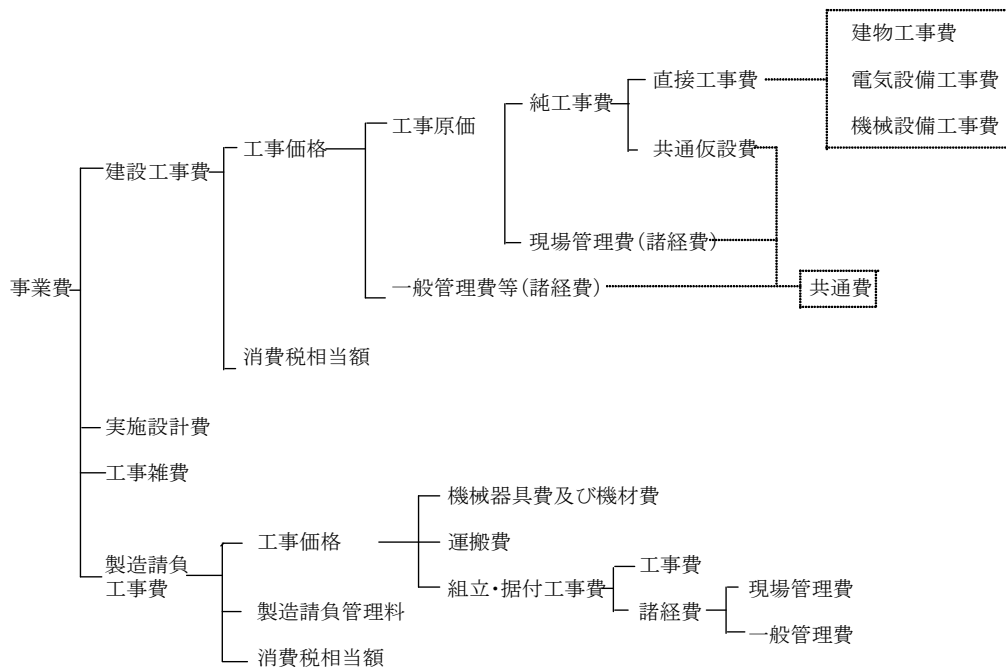 建物工事費
直接工事費
電気設備工事費
純工事費
工事原価
機械設備工事費
工事価格
共通仮設費
建設工事費
現場管理費(諸経費)
事業費
一般管理費等(諸経費)
共通費
消費税相当額
実施設計費
工事雑費
機械器具費及び機材費
工事価格
運搬費
製造請負
工事費
組立・据付工事費
工事費
現場管理費
製造請負管理料
諸経費
一般管理費
消費税相当額